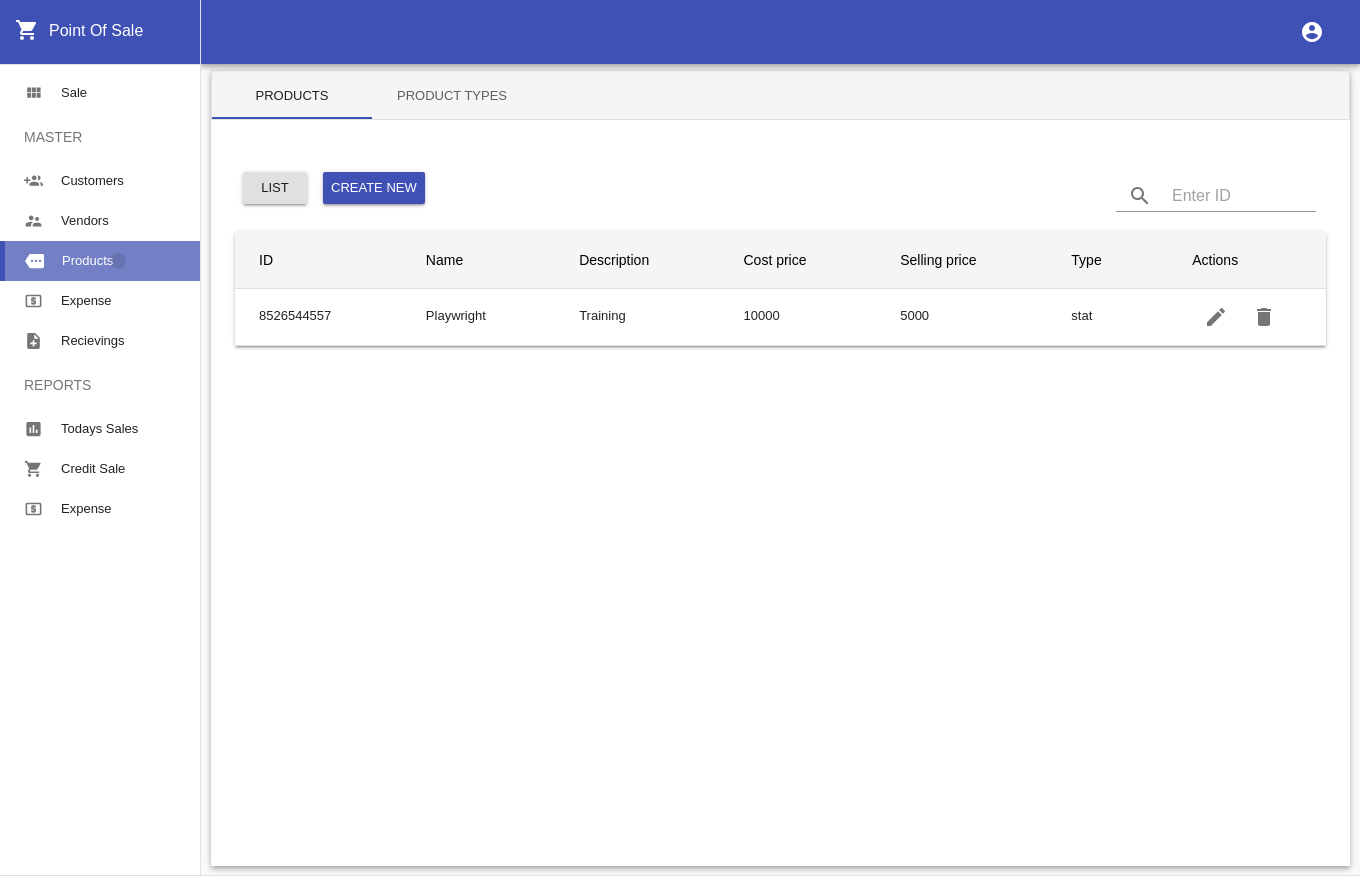 Point Of Sale
Sale
MASTER
Customers
Vendors
Products
Expense
Recievings
REPORTS
Todays Sales
Credit Sale
Expense
PRODUCTS PRODUCT TYPES
LIST CREATE NEW
Enter ID
ID Name Description Cost price Selling price Type Actions
8526544557 Playwright Training 10000 5000 stat